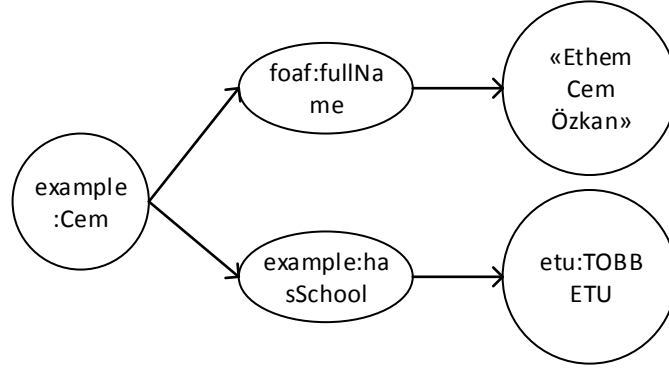 example
:Cem
foaf:fullNa
me
«Ethem
Cem
Özkan»
example:ha
sSchool
etu:TOBB
ETU